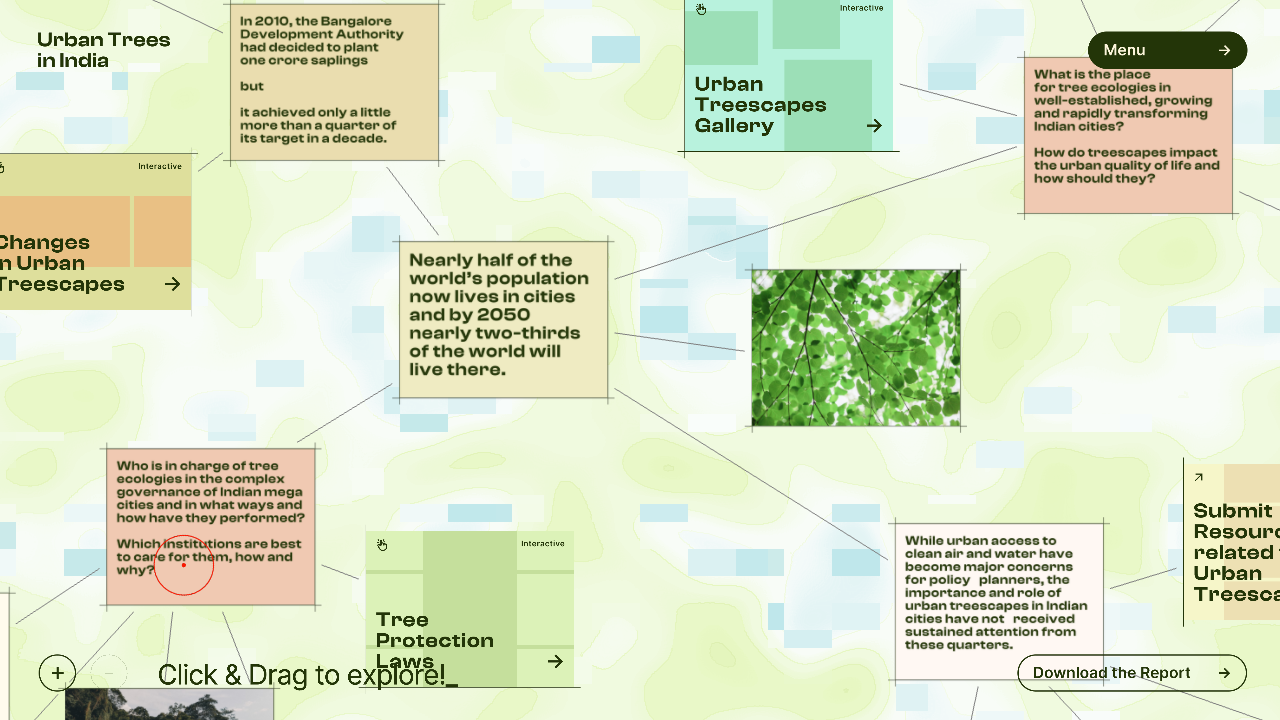 Urban Trees
in India
In 2010, the Bangalore
Development Authority
had decided to plant
one crore saplings
but
it achieved only a little
more than a quarter of
its target in a decade.
Interactive
Urban
Treescapes
Gallery
Menu
What is the place
for tree ecologies in
well-established, growing
and rapidly transforming
Indian cities?
How do treescapes impact
the urban quality of life and
how should they?
Interactive
Changes
in Urban
Treescapes
Nearly half of the
world's population
now lives in cities
and by 2050
nearly two-thirds
of the world will
live there.
Who is in charge of tree
ecologies in the complex
governance of Indian mega
cities and in what ways and
how have they performed?
Which institutions are best
to care for them, how and
why?
Interactive
Tree
Protection
Laws
While urban access to
clean air and water have
become major concerns
for policy planners, the
importance and role of
urban treescapes in Indian
cities have not received
sustained attention from
these quarters.
Submit
Resourc
related
Urban
Treesca
Click & Drag to explore!_
Download the Report